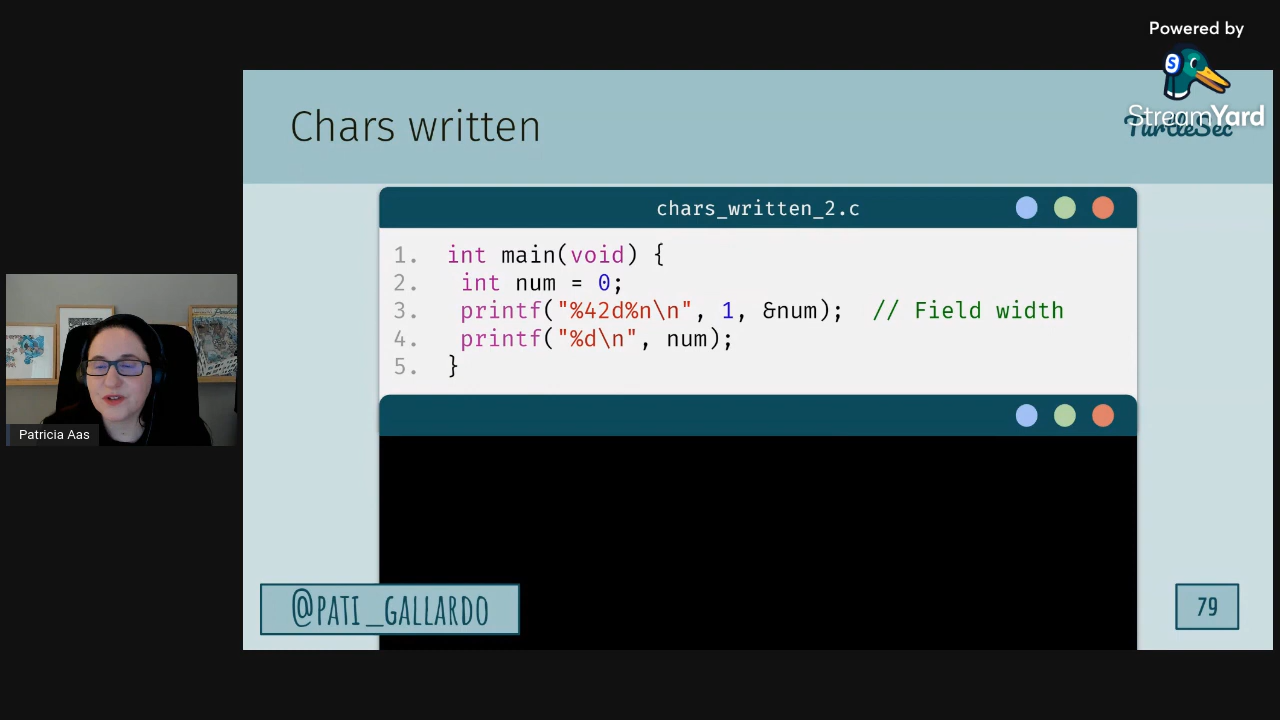 Powered by
StreamYard
TurtleSec
Chars written
chars_written_2.c
1. int main(void) {
2. int num = 0;
3. printf("%42d%n\n", 1, &num); // Field width
4. printf("%d\n", num);
5. }
Patricia Aas
@PATI_GALLARDO
79